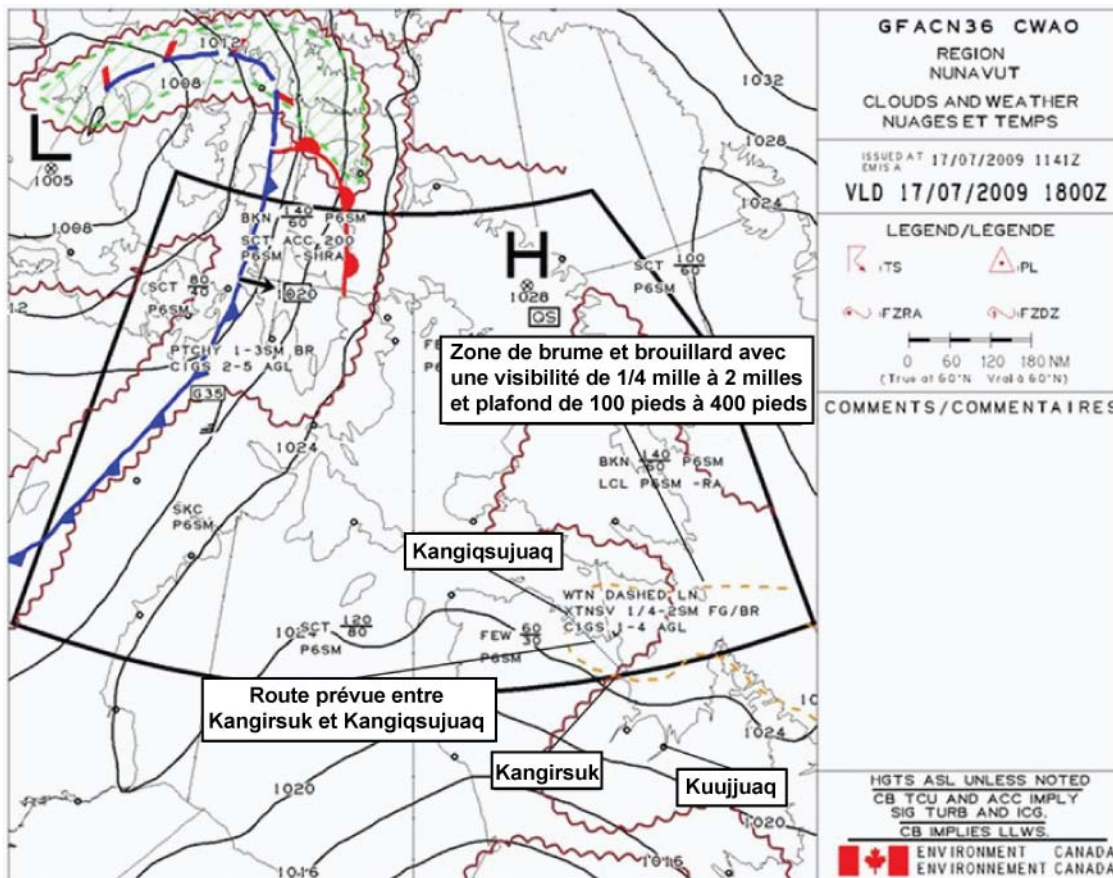 GFACN36 CWAO
REGION
NUNAVUT
CLOUDS AND WEATHER
NUAGES ET TEMPS
ISSUED AT 17/07/2009 1141Z
EMIS A
VLD 17/07/2009 1800Z
LEGEND/LÉGENDE
TS
PL
FZRA
FZDZ
0 60 120 180 NM
(True at 60°N Vrai à 60°N)
COMMENTS/COMMENTAIRES
HGTS ASL UNLESS NOTED
CB TCU AND ACC IMPLY
SIG TURB AND ICG.
CB IMPLIES LLWS.
ENVIRONMENT CANADA
ENVIRONNEMENT CANADA
1012
1008
L
1005
1008
1032
1028
1024
BKN 140/60 P6SM
SCT ACC 200
P6SM -SHRA
SCT 80/40
P6SM
020
H
1028
QS
SCT 100/60
P6SM
PTCHY 1-3SM BR
CIGS 2-5 AGL
G35
1024
Zone de brume et brouillard avec
une visibilité de 1/4 mille à 2 milles
et plafond de 100 pieds à 400 pieds
BKN 140/60 P6SM
LCL P6SM -RA
SKC
P6SM
Kangiqsujuaq
WTN DASHED LN
XTNSV 1/4-2SM FG/BR
CIGS 1-4 AGL
1024
SCT 120/80
P6SM
FEW 60/30
P6SM
Route prévue entre
Kangirsuk et Kangiqsujuaq
Kangirsuk
Kuujjuaq
1024
1020
1020
1016
1016